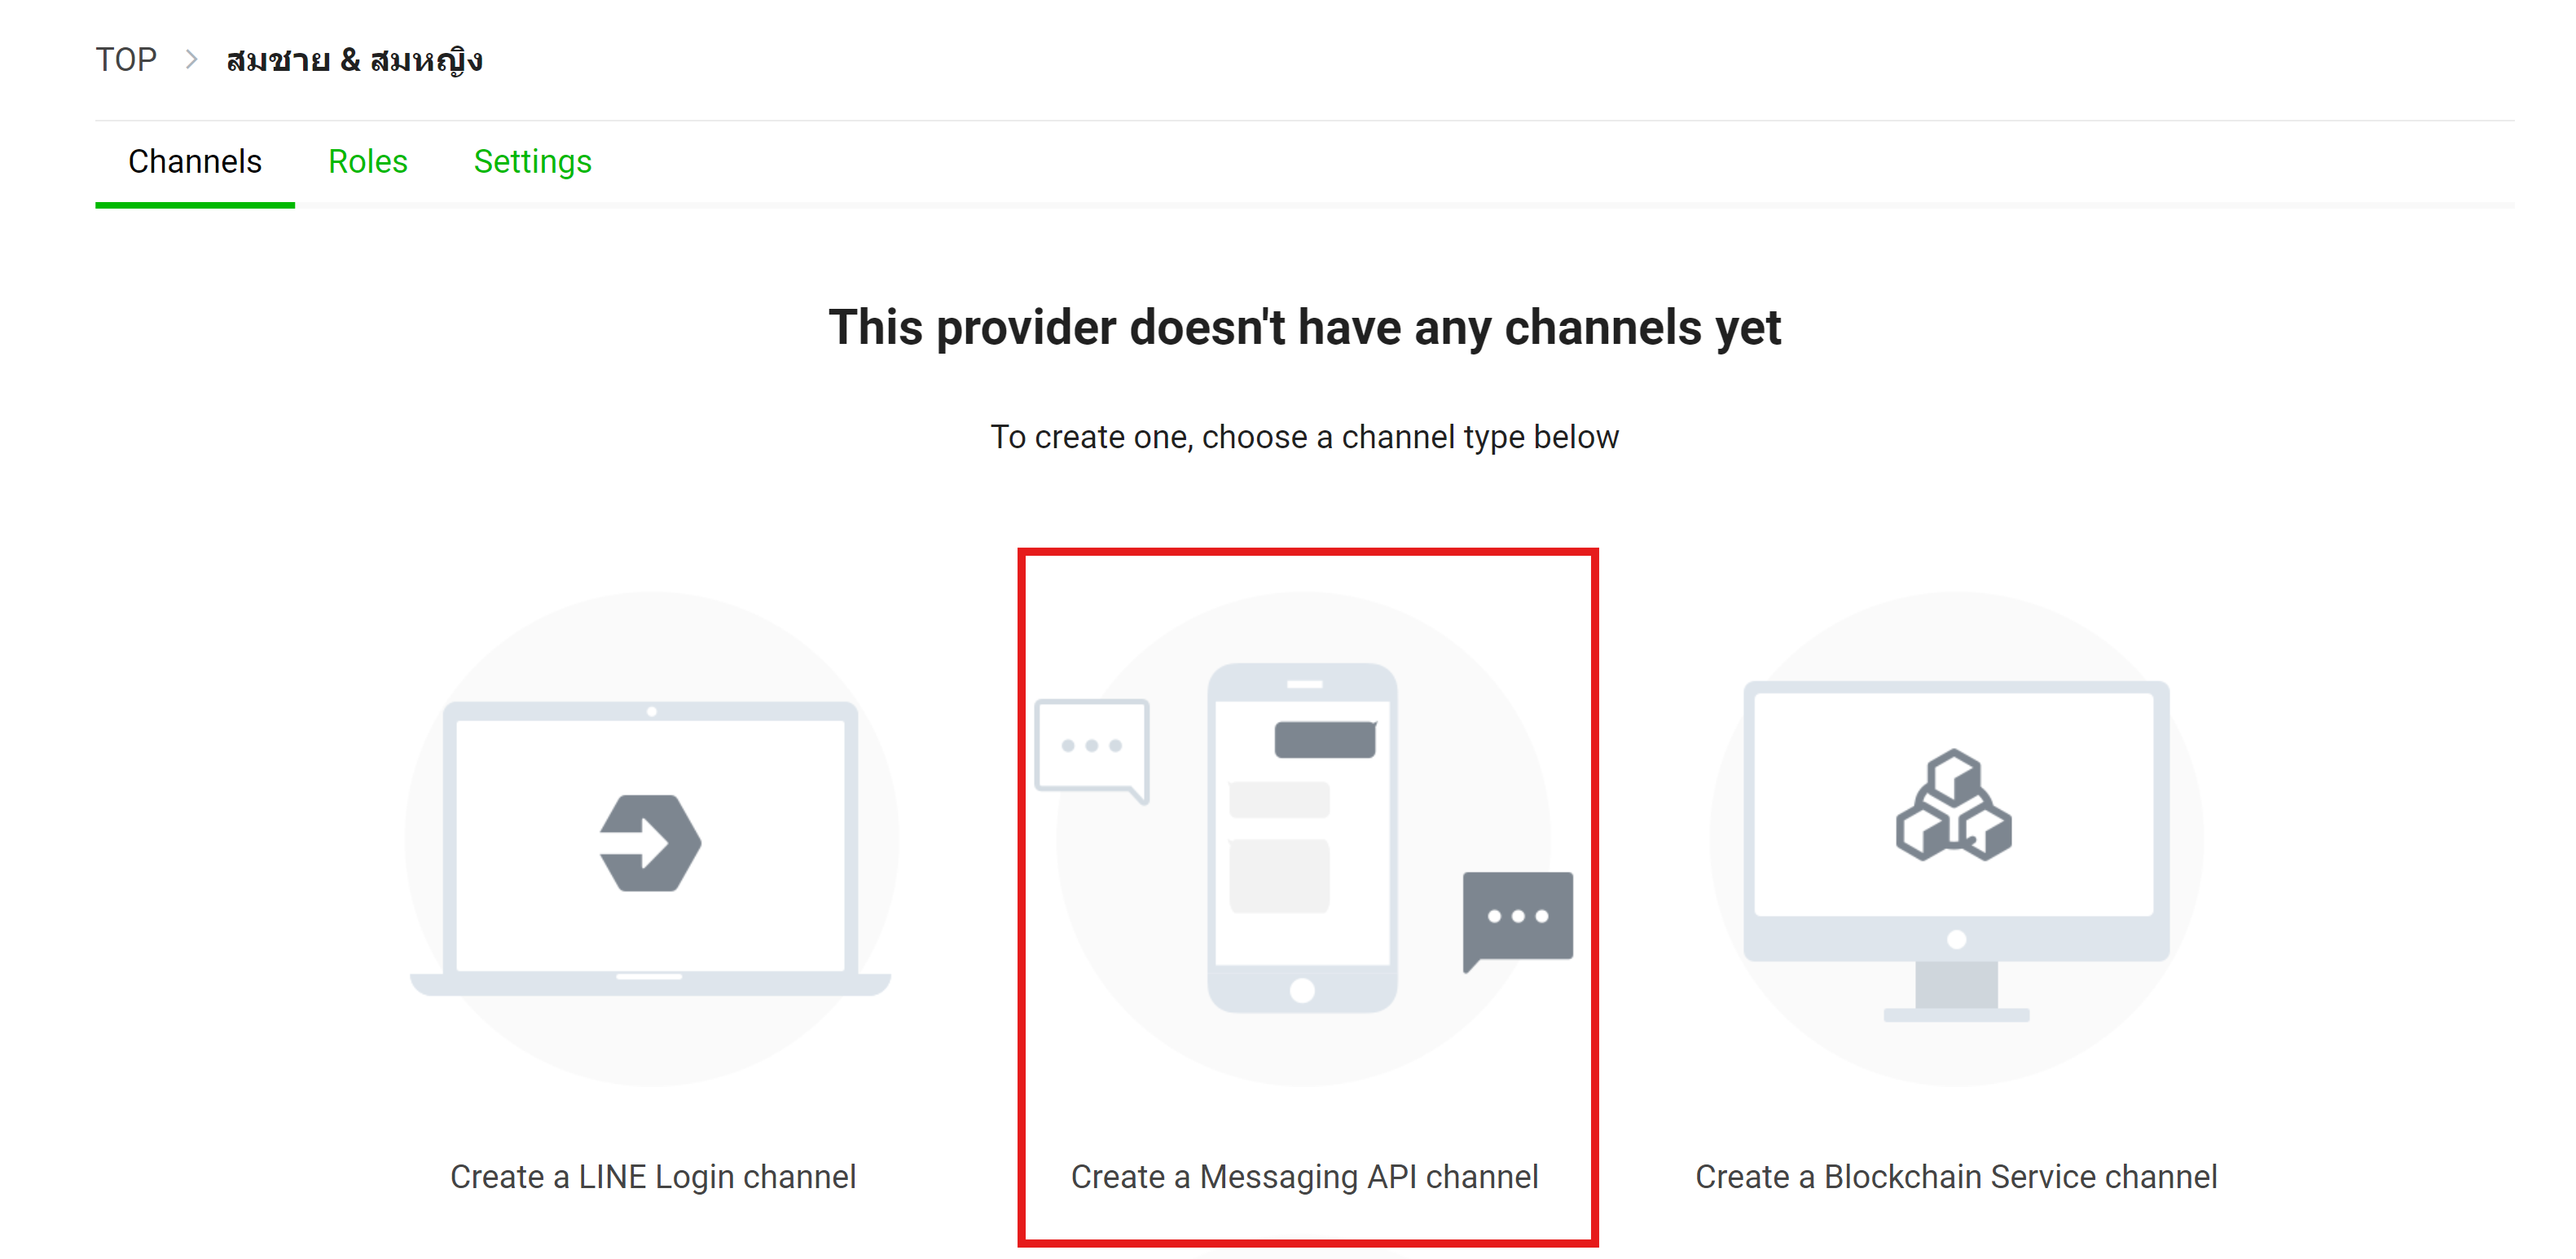 TOP > สมชาย & สมหญิง
Channels Roles Settings
This provider doesn't have any channels yet
To create one, choose a channel type below
Create a LINE Login channel
Create a Messaging API channel
Create a Blockchain Service channel